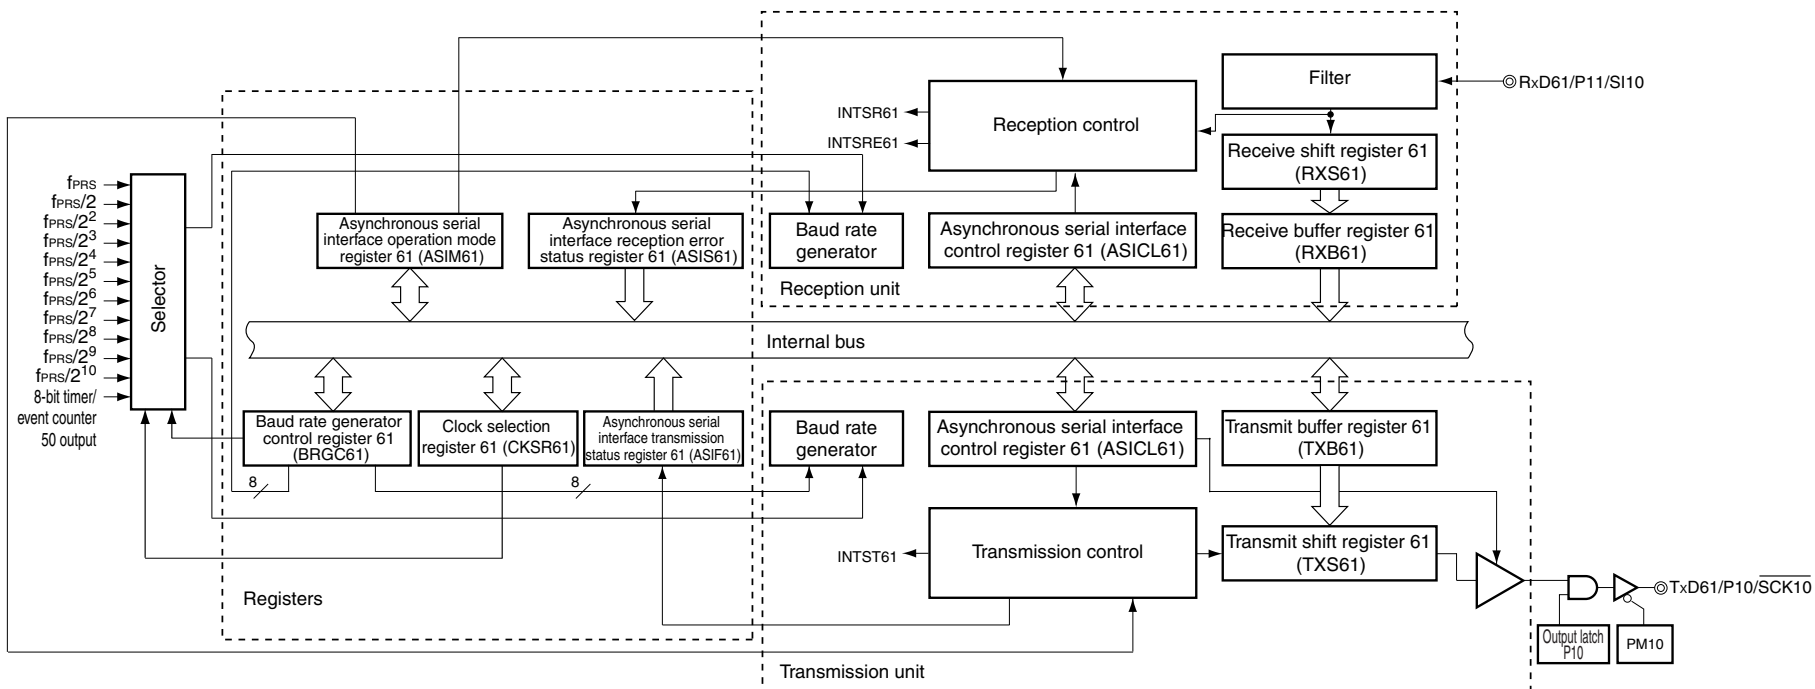 Filter
RxD61/P11/SI10
INTSR61
Reception control
INTSRE61
Receive shift register 61
(RXS61)
fPRS
fPRS/2
fPRS/2²
fPRS/2³
fPRS/2⁴
fPRS/2⁵
fPRS/2⁶
fPRS/2⁷
fPRS/2⁸
fPRS/2⁹
fPRS/2¹⁰
8-bit timer/
event counter
50 output
Selector
Asynchronous serial
interface operation mode
register 61 (ASIM61)
Asynchronous serial
interface reception error
status register 61 (ASIS61)
Baud rate
generator
Asynchronous serial interface
control register 61 (ASICL61)
Receive buffer register 61
(RXB61)
Reception unit
Internal bus
Baud rate generator
control register 61
(BRGC61)
Clock selection
register 61 (CKSR61)
Asynchronous serial
interface transmission
status register 61 (ASIF61)
Baud rate
generator
Asynchronous serial interface
control register 61 (ASICL61)
Transmit buffer register 61
(TXB61)
8
8
INTST61
Transmission control
Transmit shift register 61
(TXS61)
Registers
TxD61/P10/SCK10
Output latch
P10
PM10
Transmission unit